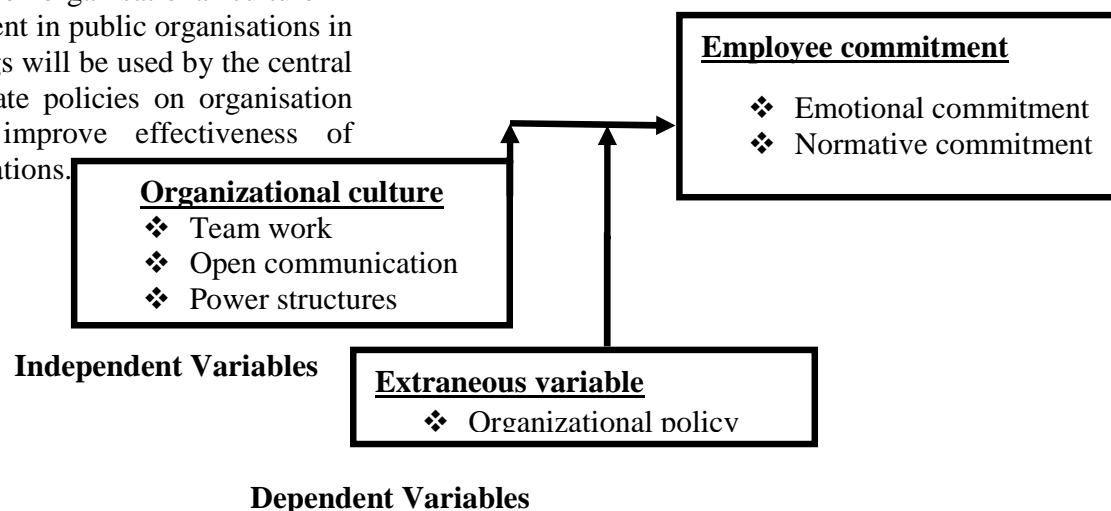 ent in public organisations in
gs will be used by the central
ate policies on organisation
improve effectiveness of
ations.
Employee commitment
❖ Emotional commitment
❖ Normative commitment
Organizational culture
❖ Team work
❖ Open communication
❖ Power structures
Independent Variables
Extraneous variable
❖ Organizational policy
Dependent Variables